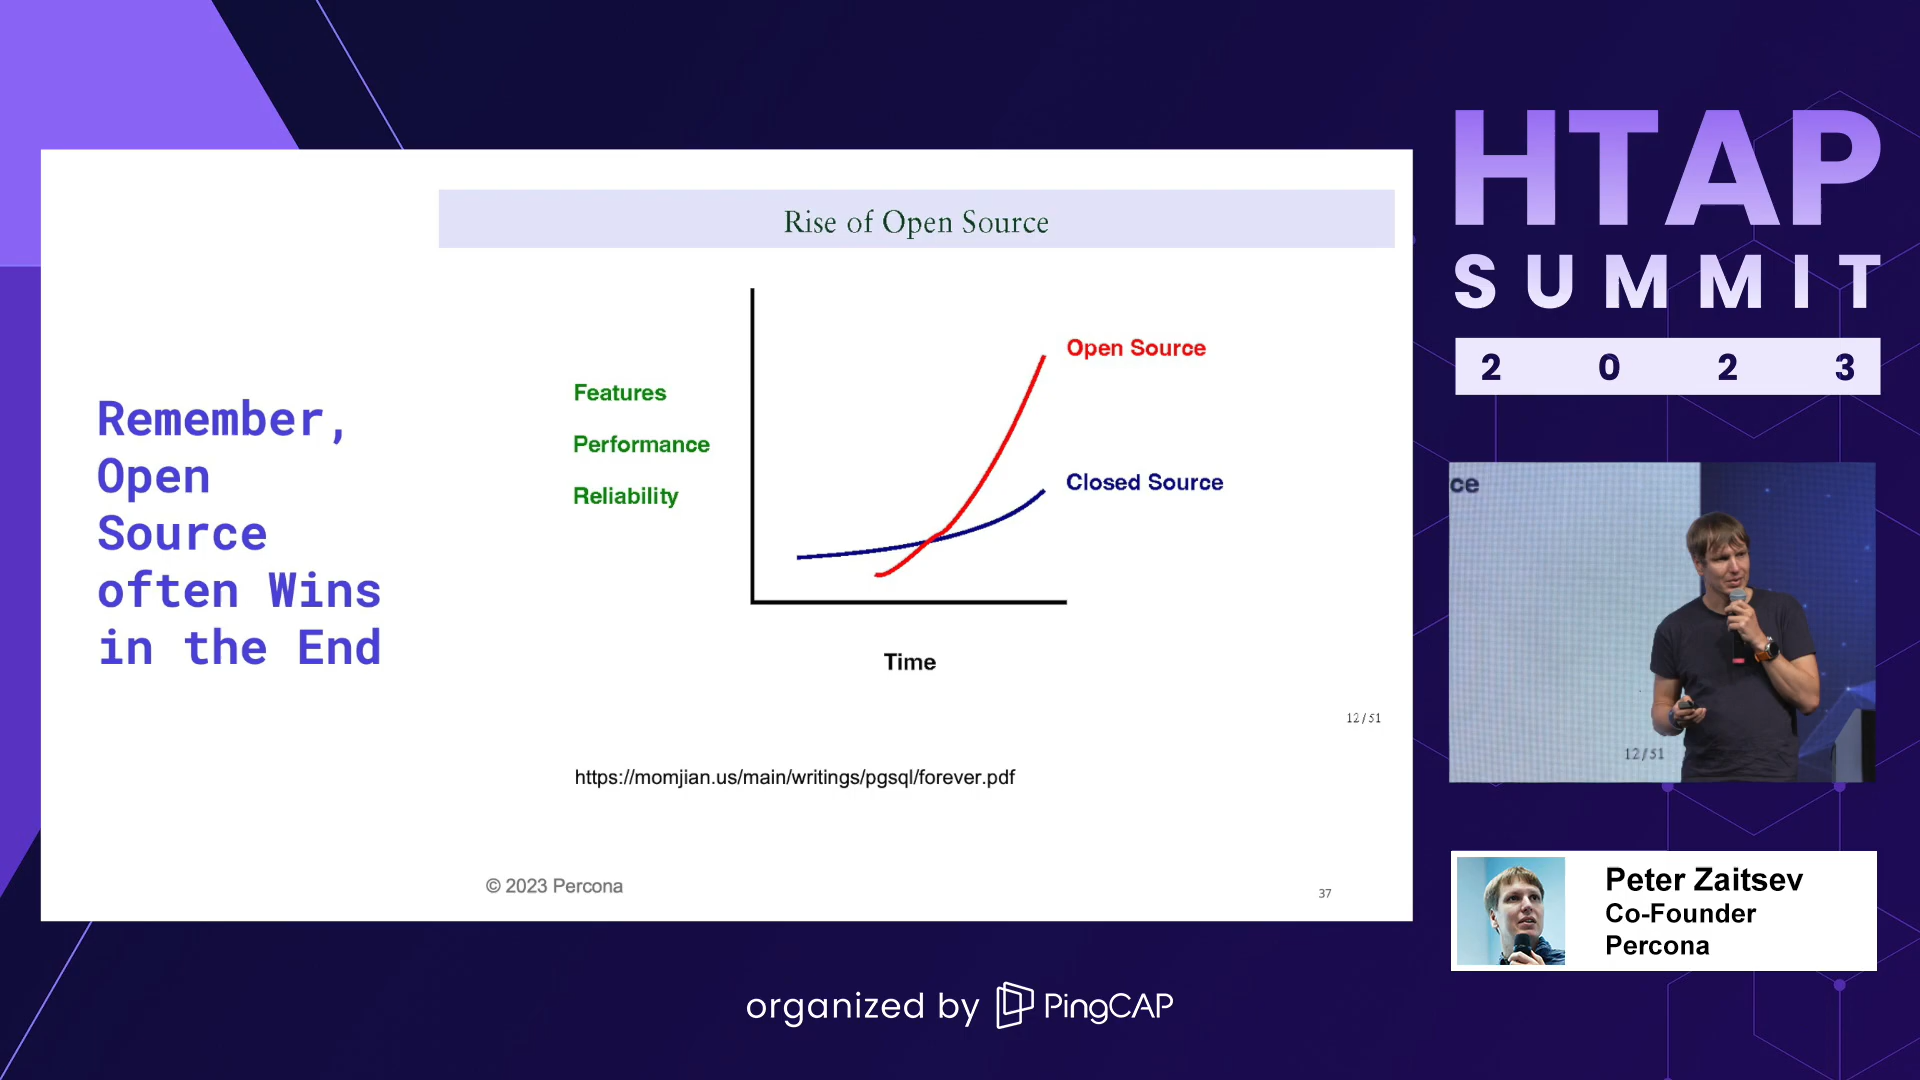 Remember,
Open
Source
often Wins
in the End
Rise of Open Source
Features
Performance
Reliability
Open Source
Closed Source
Time
12/51
https://momjian.us/main/writings/pgsql/forever.pdf
© 2023 Percona
37
HTAP
SUMMIT
2 0 2 3
ce
12/51
Peter Zaitsev
Co-Founder
Percona
organized by PingCAP